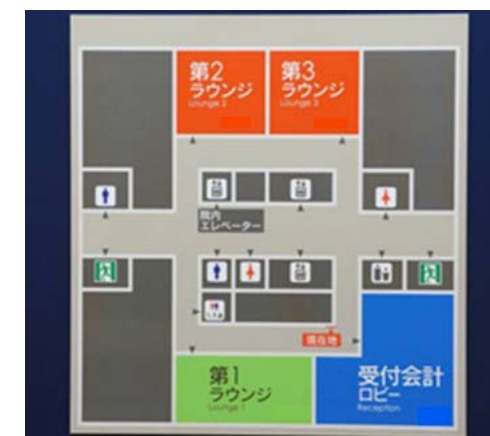 第2
ラウンジ
Lounge 2
第3
ラウンジ
Lounge 3
院内
エレベーター
現在地
第1
ラウンジ
Lounge 1
受付会計
ロビー
Reception